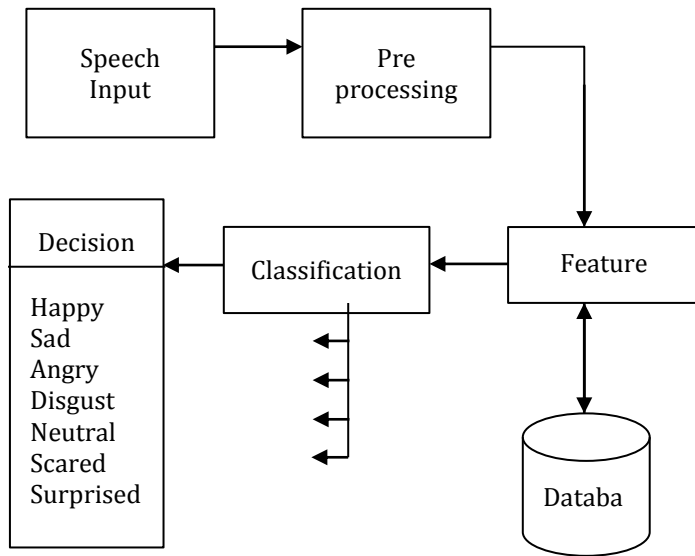 Speech
Input
Pre
processing
Feature
Classification
Decision
Happy
Sad
Angry
Disgust
Neutral
Scared
Surprised
Databa